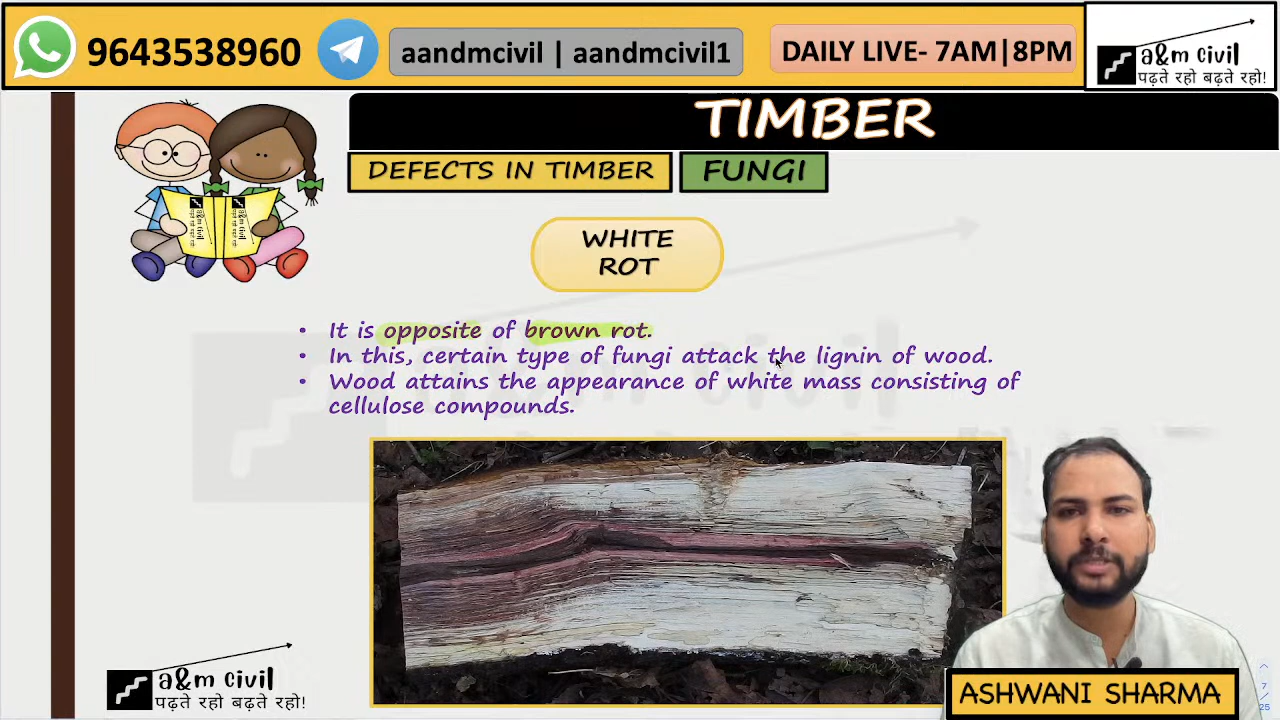 9643538960
aandmcivil | aandmcivil1
DAILY LIVE- 7AM|8PM
a&m civil
पढ़ते रहो बढ़ते रहो!
TIMBER
DEFECTS IN TIMBER
FUNGI
WHITE
ROT
• It is opposite of brown rot.
• In this, certain type of fungi attack the lignin of wood.
• Wood attains the appearance of white mass consisting of
cellulose compounds.
a&m civil
पढ़ते रहो बढ़ते रहो!
ASHWANI SHARMA
7
/
25